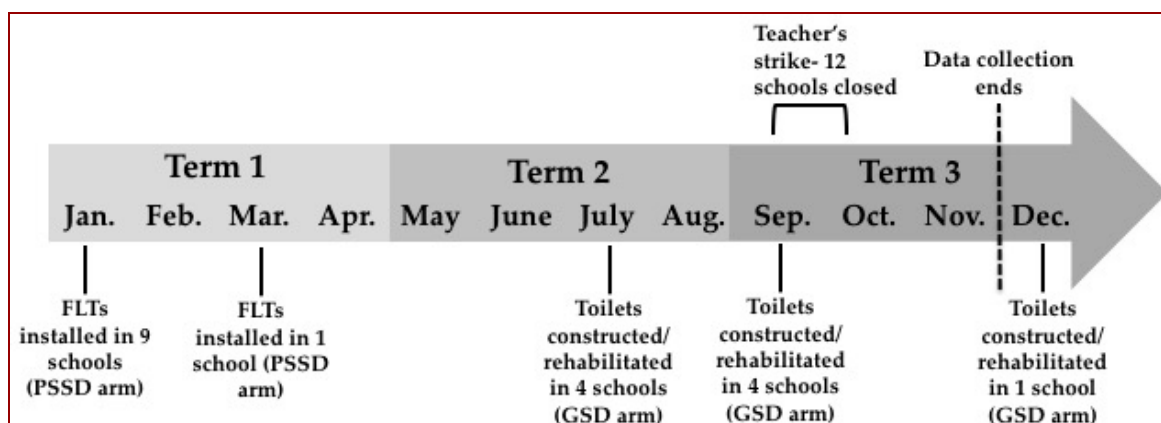 Teacher's
strike- 12
schools closed
Data collection
ends
Term 1
Term 2
Term 3
Jan. Feb. Mar. Apr. May June July Aug. Sep. Oct. Nov. Dec.
FLTs
installed in 9
schools
(PSSD arm)
FLTs
installed in 1
school (PSSD
arm)
Toilets
constructed/
rehabilitated
in 4 schools
(GSD arm)
Toilets
constructed/
rehabilitated
in 4 schools
(GSD arm)
Toilets
constructed/
rehabilitated
in 1 school
(GSD arm)